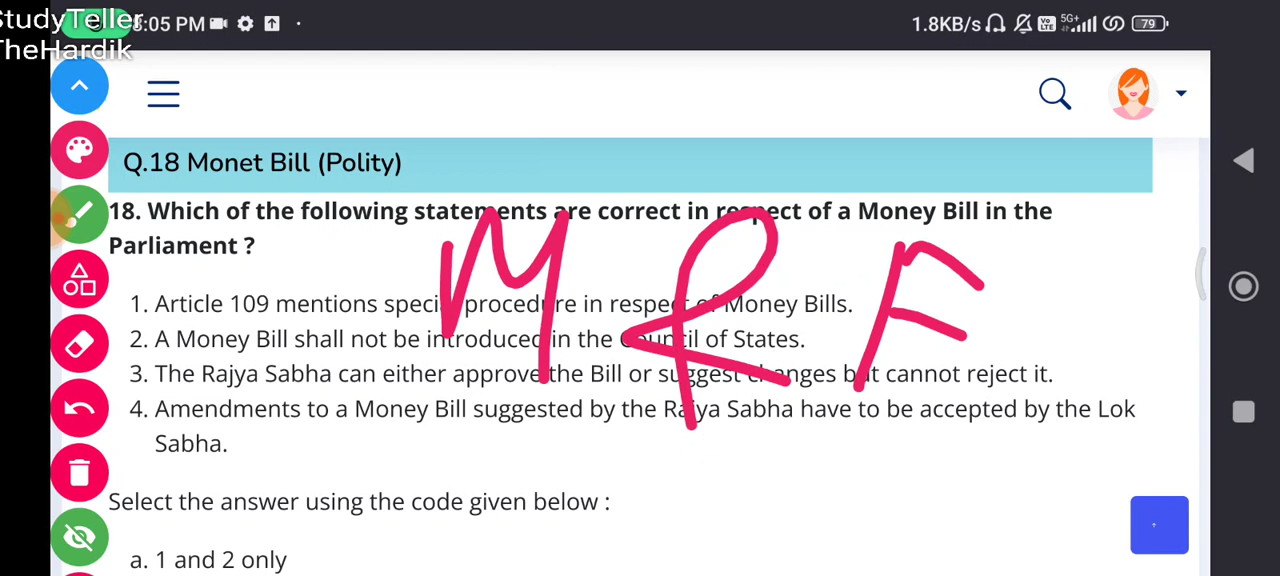 StudyTeller
TheHardik
:05 PM
1.8KB/s Vo LTE 5G+ 79
Q.18 Monet Bill (Polity)
18. Which of the following statements are correct in respect of a Money Bill in the
Parliament ?
1. Article 109 mentions special procedure in respect of Money Bills.
2. A Money Bill shall not be introduced in the Council of States.
3. The Rajya Sabha can either approve the Bill or suggest changes but cannot reject it.
4. Amendments to a Money Bill suggested by the Rajya Sabha have to be accepted by the Lok
Sabha.
MRF
Select the answer using the code given below :
a. 1 and 2 only